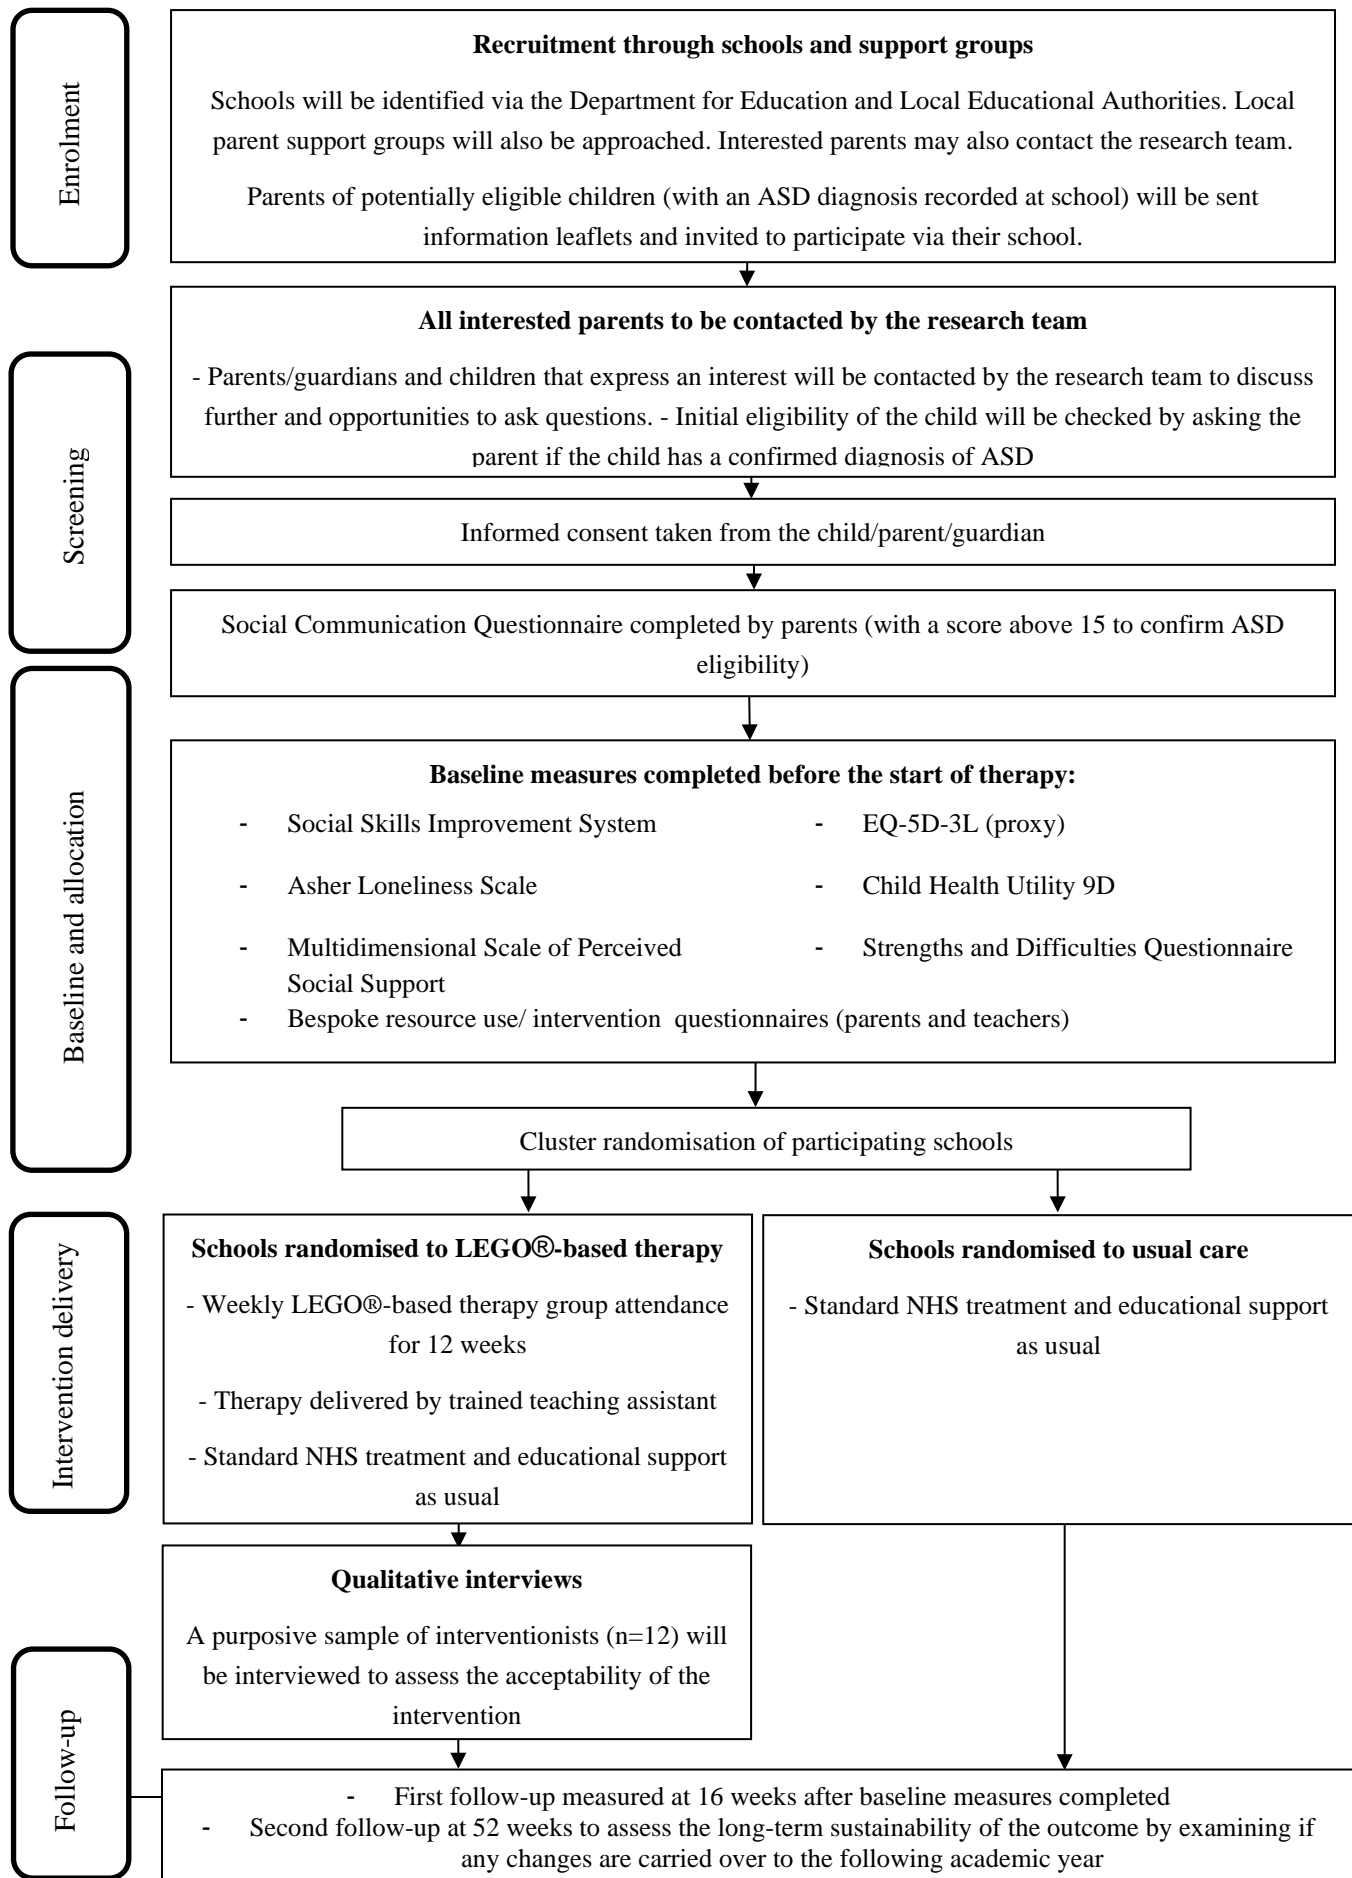 Enrolment
Recruitment through schools and support groups
Schools will be identified via the Department for Education and Local Educational Authorities. Local
parent support groups will also be approached. Interested parents may also contact the research team.
Parents of potentially eligible children (with an ASD diagnosis recorded at school) will be sent
information leaflets and invited to participate via their school.
Screening
All interested parents to be contacted by the research team
- Parents/guardians and children that express an interest will be contacted by the research team to discuss
further and opportunities to ask questions. - Initial eligibility of the child will be checked by asking the
parent if the child has a confirmed diagnosis of ASD
Informed consent taken from the child/parent/guardian
Social Communication Questionnaire completed by parents (with a score above 15 to confirm ASD
eligibility)
Baseline and allocation
Baseline measures completed before the start of therapy:
- Social Skills Improvement System
- EQ-5D-3L (proxy)
- Asher Loneliness Scale
- Child Health Utility 9D
- Multidimensional Scale of Perceived
Social Support
- Strengths and Difficulties Questionnaire
- Bespoke resource use/ intervention questionnaires (parents and teachers)
Cluster randomisation of participating schools
Intervention delivery
Schools randomised to LEGO®-based therapy
- Weekly LEGO®-based therapy group attendance
for 12 weeks
- Therapy delivered by trained teaching assistant
- Standard NHS treatment and educational support
as usual
Schools randomised to usual care
- Standard NHS treatment and educational support
as usual
Qualitative interviews
A purposive sample of interventionists (n=12) will
be interviewed to assess the acceptability of the
intervention
Follow-up
- First follow-up measured at 16 weeks after baseline measures completed
- Second follow-up at 52 weeks to assess the long-term sustainability of the outcome by examining if
any changes are carried over to the following academic year